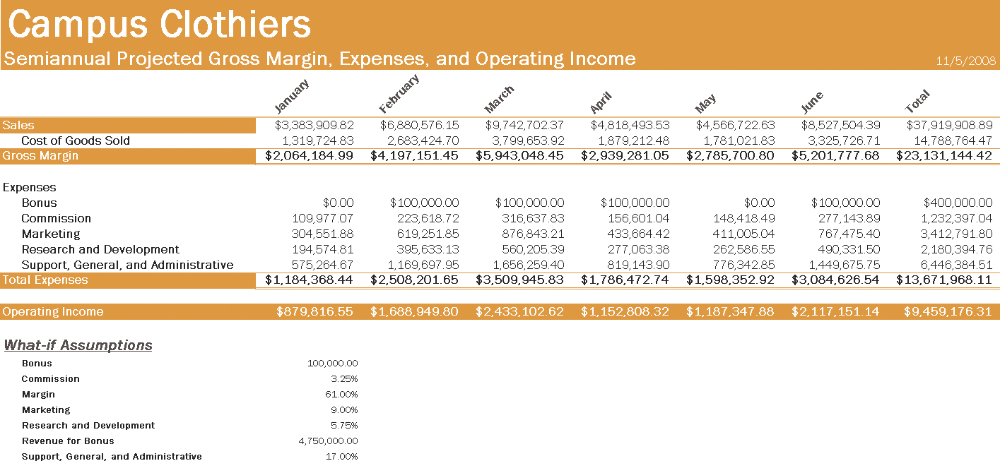 Campus Clothiers
Semiannual Projected Gross Margin, Expenses, and Operating Income 11/5/2008
January February March April May June Total
Sales $3,383,909.82 $6,880,576.15 $9,742,702.37 $4,818,493.53 $4,566,722.63 $8,527,504.39 $37,919,908.89
Cost of Goods Sold 1,319,724.83 2,683,424.70 3,799,653.92 1,879,212.48 1,781,021.83 3,325,726.71 14,788,764.47
Gross Margin $2,064,184.99 $4,197,151.45 $5,943,048.45 $2,939,281.05 $2,785,700.80 $5,201,777.68 $23,131,144.42
Expenses
Bonus $0.00 $100,000.00 $100,000.00 $100,000.00 $0.00 $100,000.00 $400,000.00
Commission 109,977.07 223,618.72 316,637.83 156,601.04 148,418.49 277,143.89 1,232,397.04
Marketing 304,551.88 619,251.85 876,843.21 433,664.42 411,005.04 767,475.40 3,412,791.80
Research and Development 194,574.81 395,633.13 560,205.39 277,063.38 262,586.55 490,331.50 2,180,394.76
Support, General, and Administrative 575,264.67 1,169,697.95 1,656,259.40 819,143.90 776,342.85 1,449,675.75 6,446,384.51
Total Expenses $1,184,368.44 $2,508,201.65 $3,509,945.83 $1,786,472.74 $1,598,352.92 $3,084,626.54 $13,671,968.11
Operating Income $879,816.55 $1,688,949.80 $2,433,102.62 $1,152,808.32 $1,187,347.88 $2,117,151.14 $9,459,176.31
What-if Assumptions
Bonus 100,000.00
Commission 3.25%
Margin 61.00%
Marketing 9.00%
Research and Development 5.75%
Revenue for Bonus 4,750,000.00
Support, General, and Administrative 17.00%